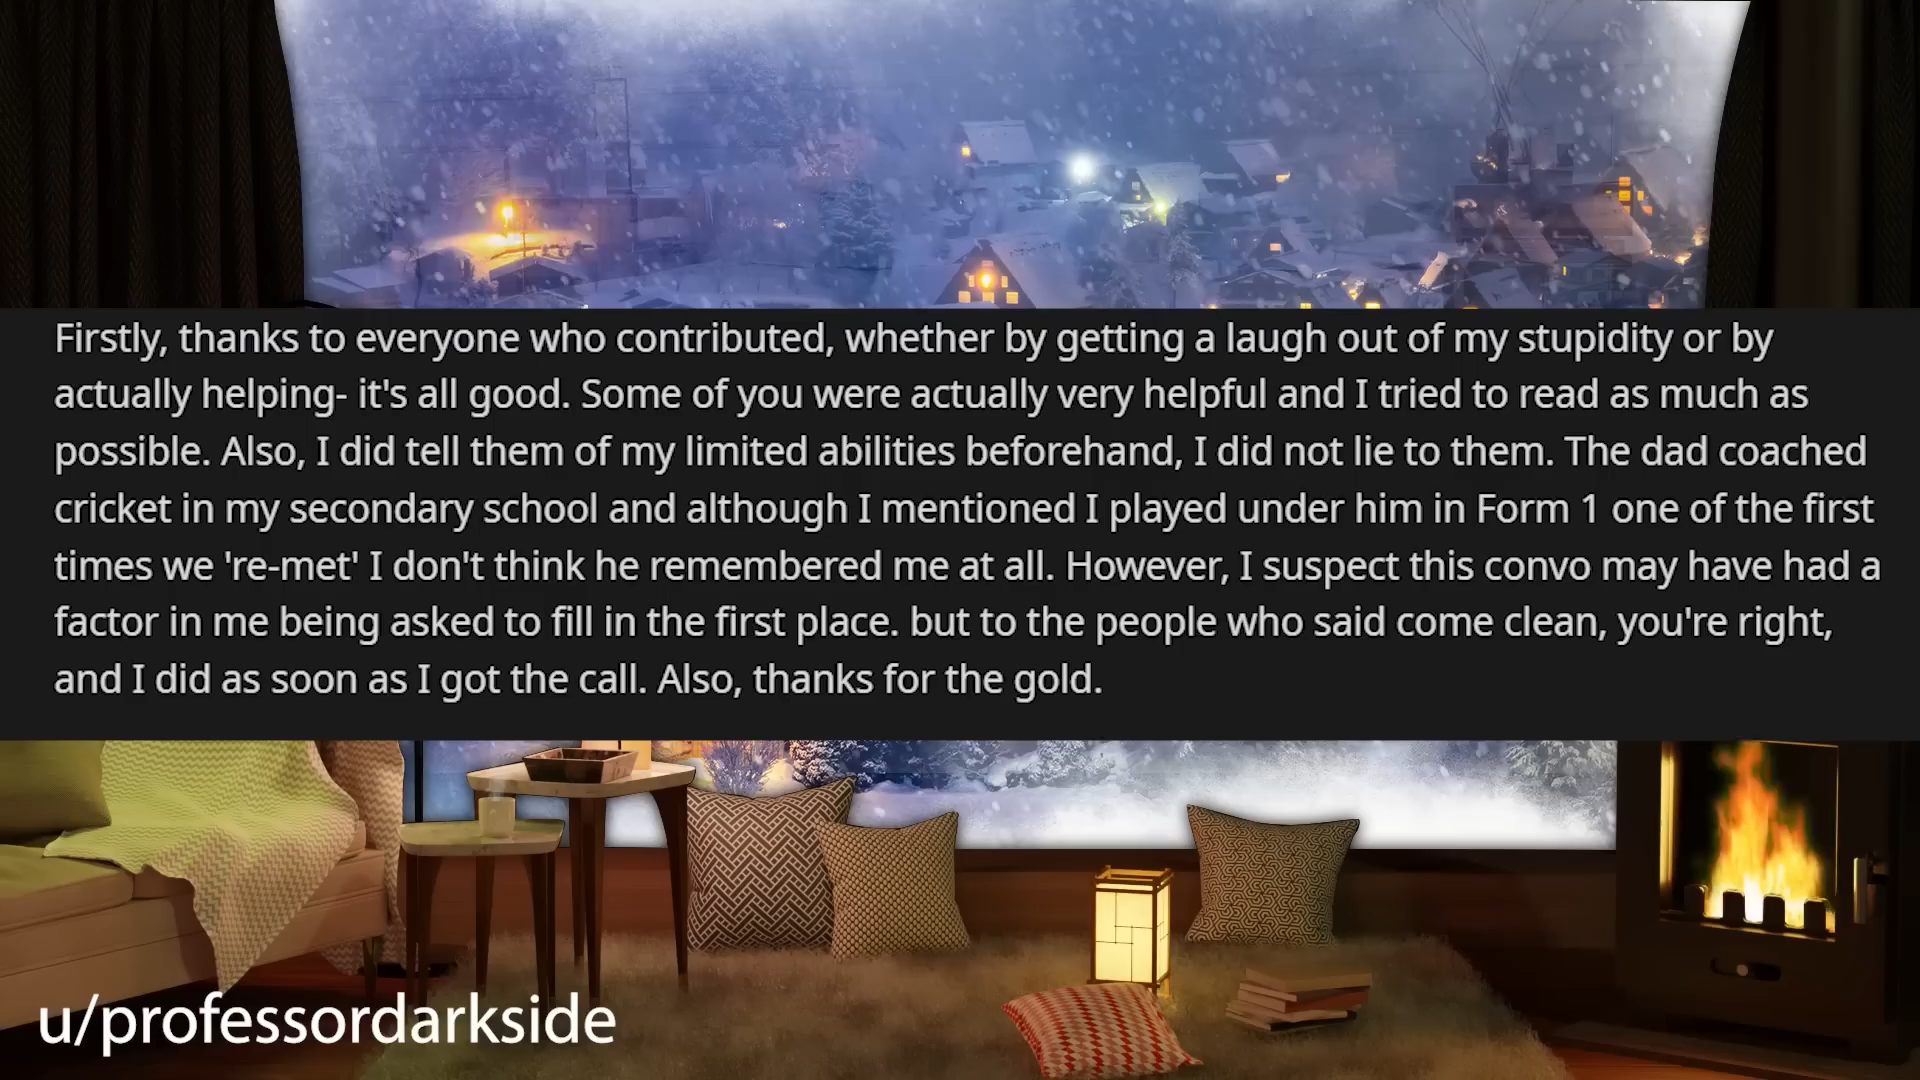 Firstly, thanks to everyone who contributed, whether by getting a laugh out of my stupidity or by
actually helping- it's all good. Some of you were actually very helpful and I tried to read as much as
possible. Also, I did tell them of my limited abilities beforehand, I did not lie to them. The dad coached
cricket in my secondary school and although I mentioned I played under him in Form 1 one of the first
times we 're-met' I don't think he remembered me at all. However, I suspect this convo may have had a
factor in me being asked to fill in the first place. but to the people who said come clean, you're right,
and I did as soon as I got the call. Also, thanks for the gold.
u/professordarkside